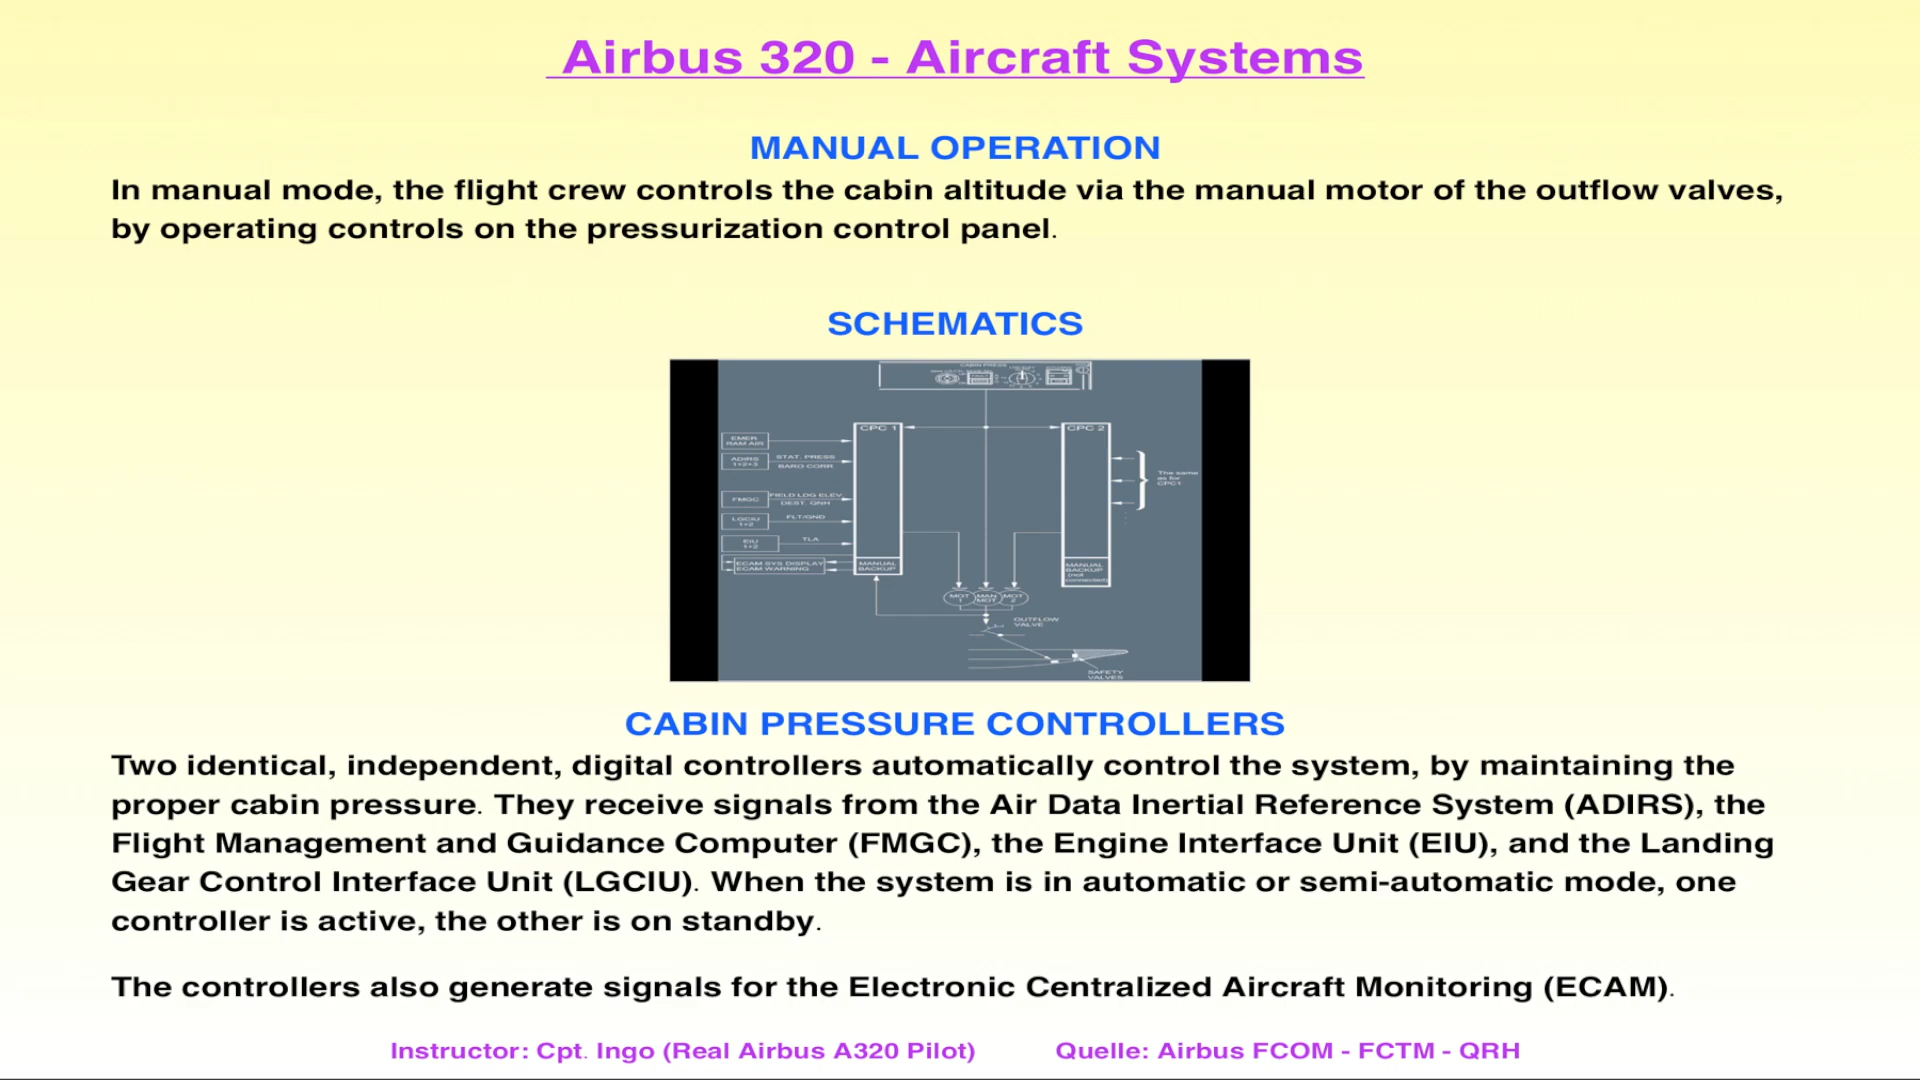 Airbus 320 - Aircraft Systems
MANUAL OPERATION
In manual mode, the flight crew controls the cabin altitude via the manual motor of the outflow valves,
by operating controls on the pressurization control panel.
SCHEMATICS
CABIN PRESS
CPC 1
CPC 2
EMER
RAM AIR
ADIRS
1+2+3
STAT. PRESS
BARO CORR
The same
as for
CPC1
FMGC
FIELD LDG ELEV
DEST. QNH
LGCIU
1+2
FLT/GND
EIU
1+2
TLA
ECAM SYS DISPLAY
ECAM WARNING
MANUAL
BACKUP
MANUAL
BACKUP
(not
connected)
MOT
1
MAN
MOT
MOT
2
OUTFLOW
VALVE
SAFETY
VALVES
CABIN PRESSURE CONTROLLERS
Two identical, independent, digital controllers automatically control the system, by maintaining the
proper cabin pressure. They receive signals from the Air Data Inertial Reference System (ADIRS), the
Flight Management and Guidance Computer (FMGC), the Engine Interface Unit (EIU), and the Landing
Gear Control Interface Unit (LGCIU). When the system is in automatic or semi-automatic mode, one
controller is active, the other is on standby.
The controllers also generate signals for the Electronic Centralized Aircraft Monitoring (ECAM).
Instructor: Cpt. Ingo (Real Airbus A320 Pilot) Quelle: Airbus FCOM - FCTM - QRH